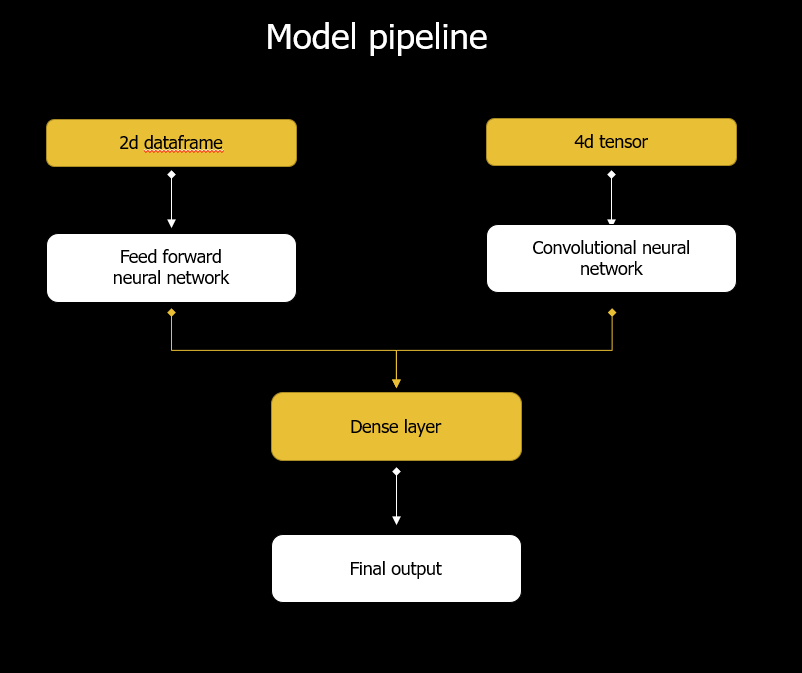 Model pipeline
2d dataframe
4d tensor
Feed forward
neural network
Convolutional neural
network
Dense layer
Final output